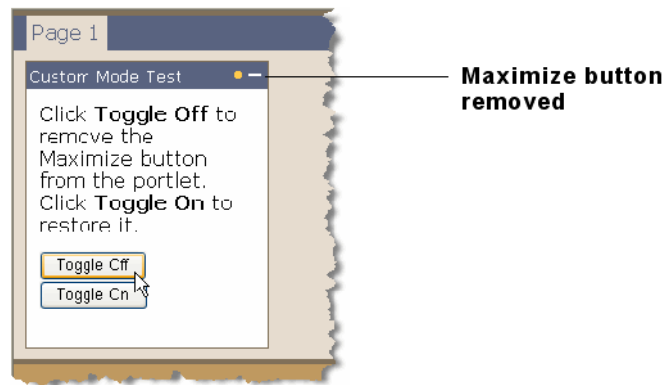 Page 1
Custom Mode Test
Maximize button
removed
Click Toggle Off to
remove the
Maximize button
from the portlet.
Click Toggle On to
restore it.
Toggle Off
Toggle On